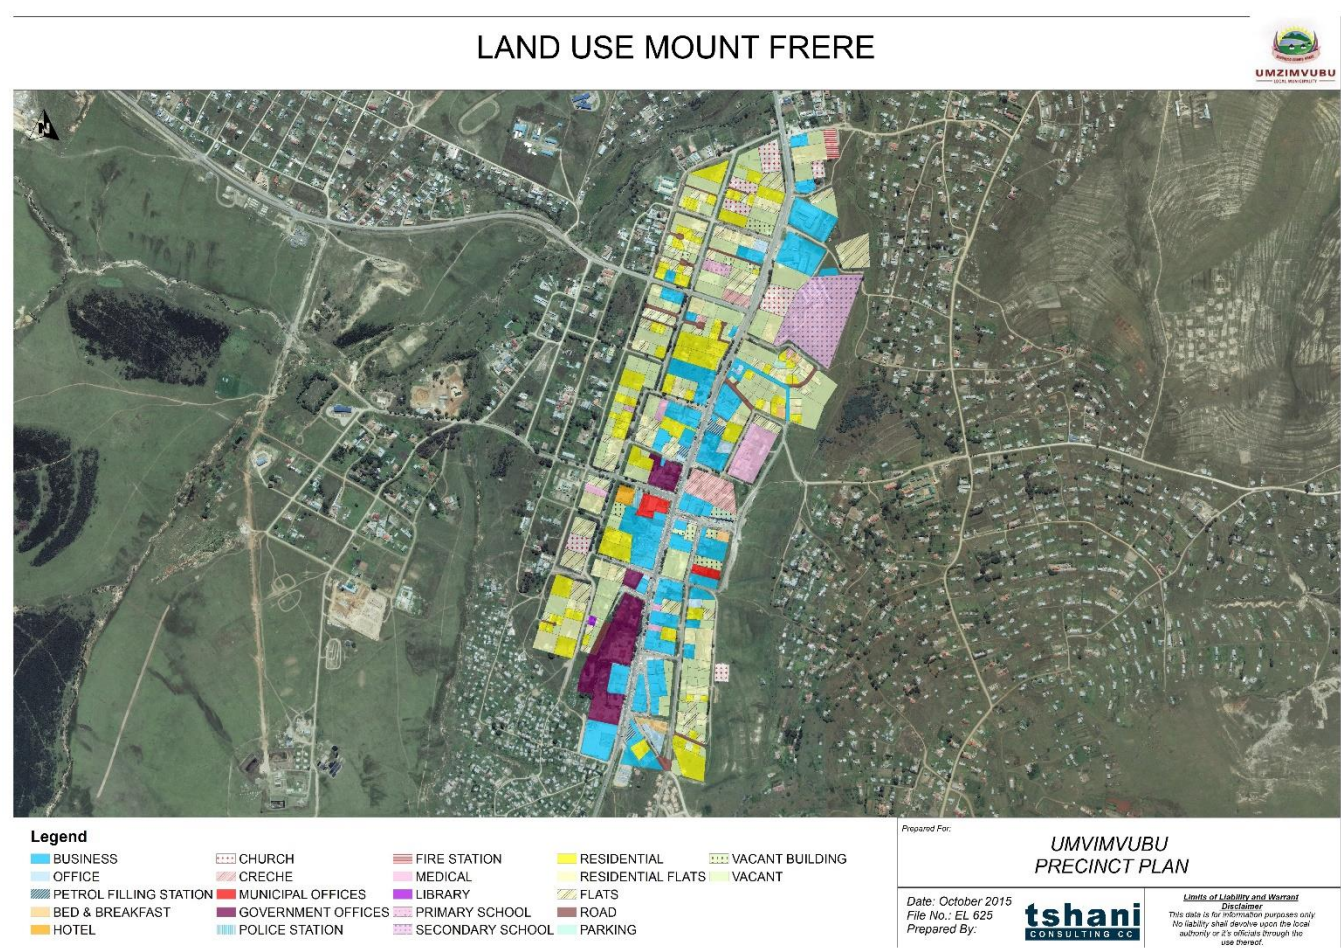 LAND USE MOUNT FRERE
UMZIMVUBU
LOCAL MUNICIPALITY
N
Legend
BUSINESS
OFFICE
PETROL FILLING STATION
BED & BREAKFAST
HOTEL
CHURCH
CRECHE
MUNICIPAL OFFICES
GOVERNMENT OFFICES
POLICE STATION
FIRE STATION
MEDICAL
LIBRARY
PRIMARY SCHOOL
SECONDARY SCHOOL
RESIDENTIAL
RESIDENTIAL FLATS
FLATS
ROAD
PARKING
VACANT BUILDING
VACANT
Prepared For:
UMVIMVUBU
PRECINCT PLAN
Date: October 2015
File No.: EL 625
Prepared By:
tshani
CONSULTING CC
Limits of Liability and Warrant
Disclaimer
This data is for information purposes only
No liability shall devolve upon the local
authority or it's officials through the
use thereof.